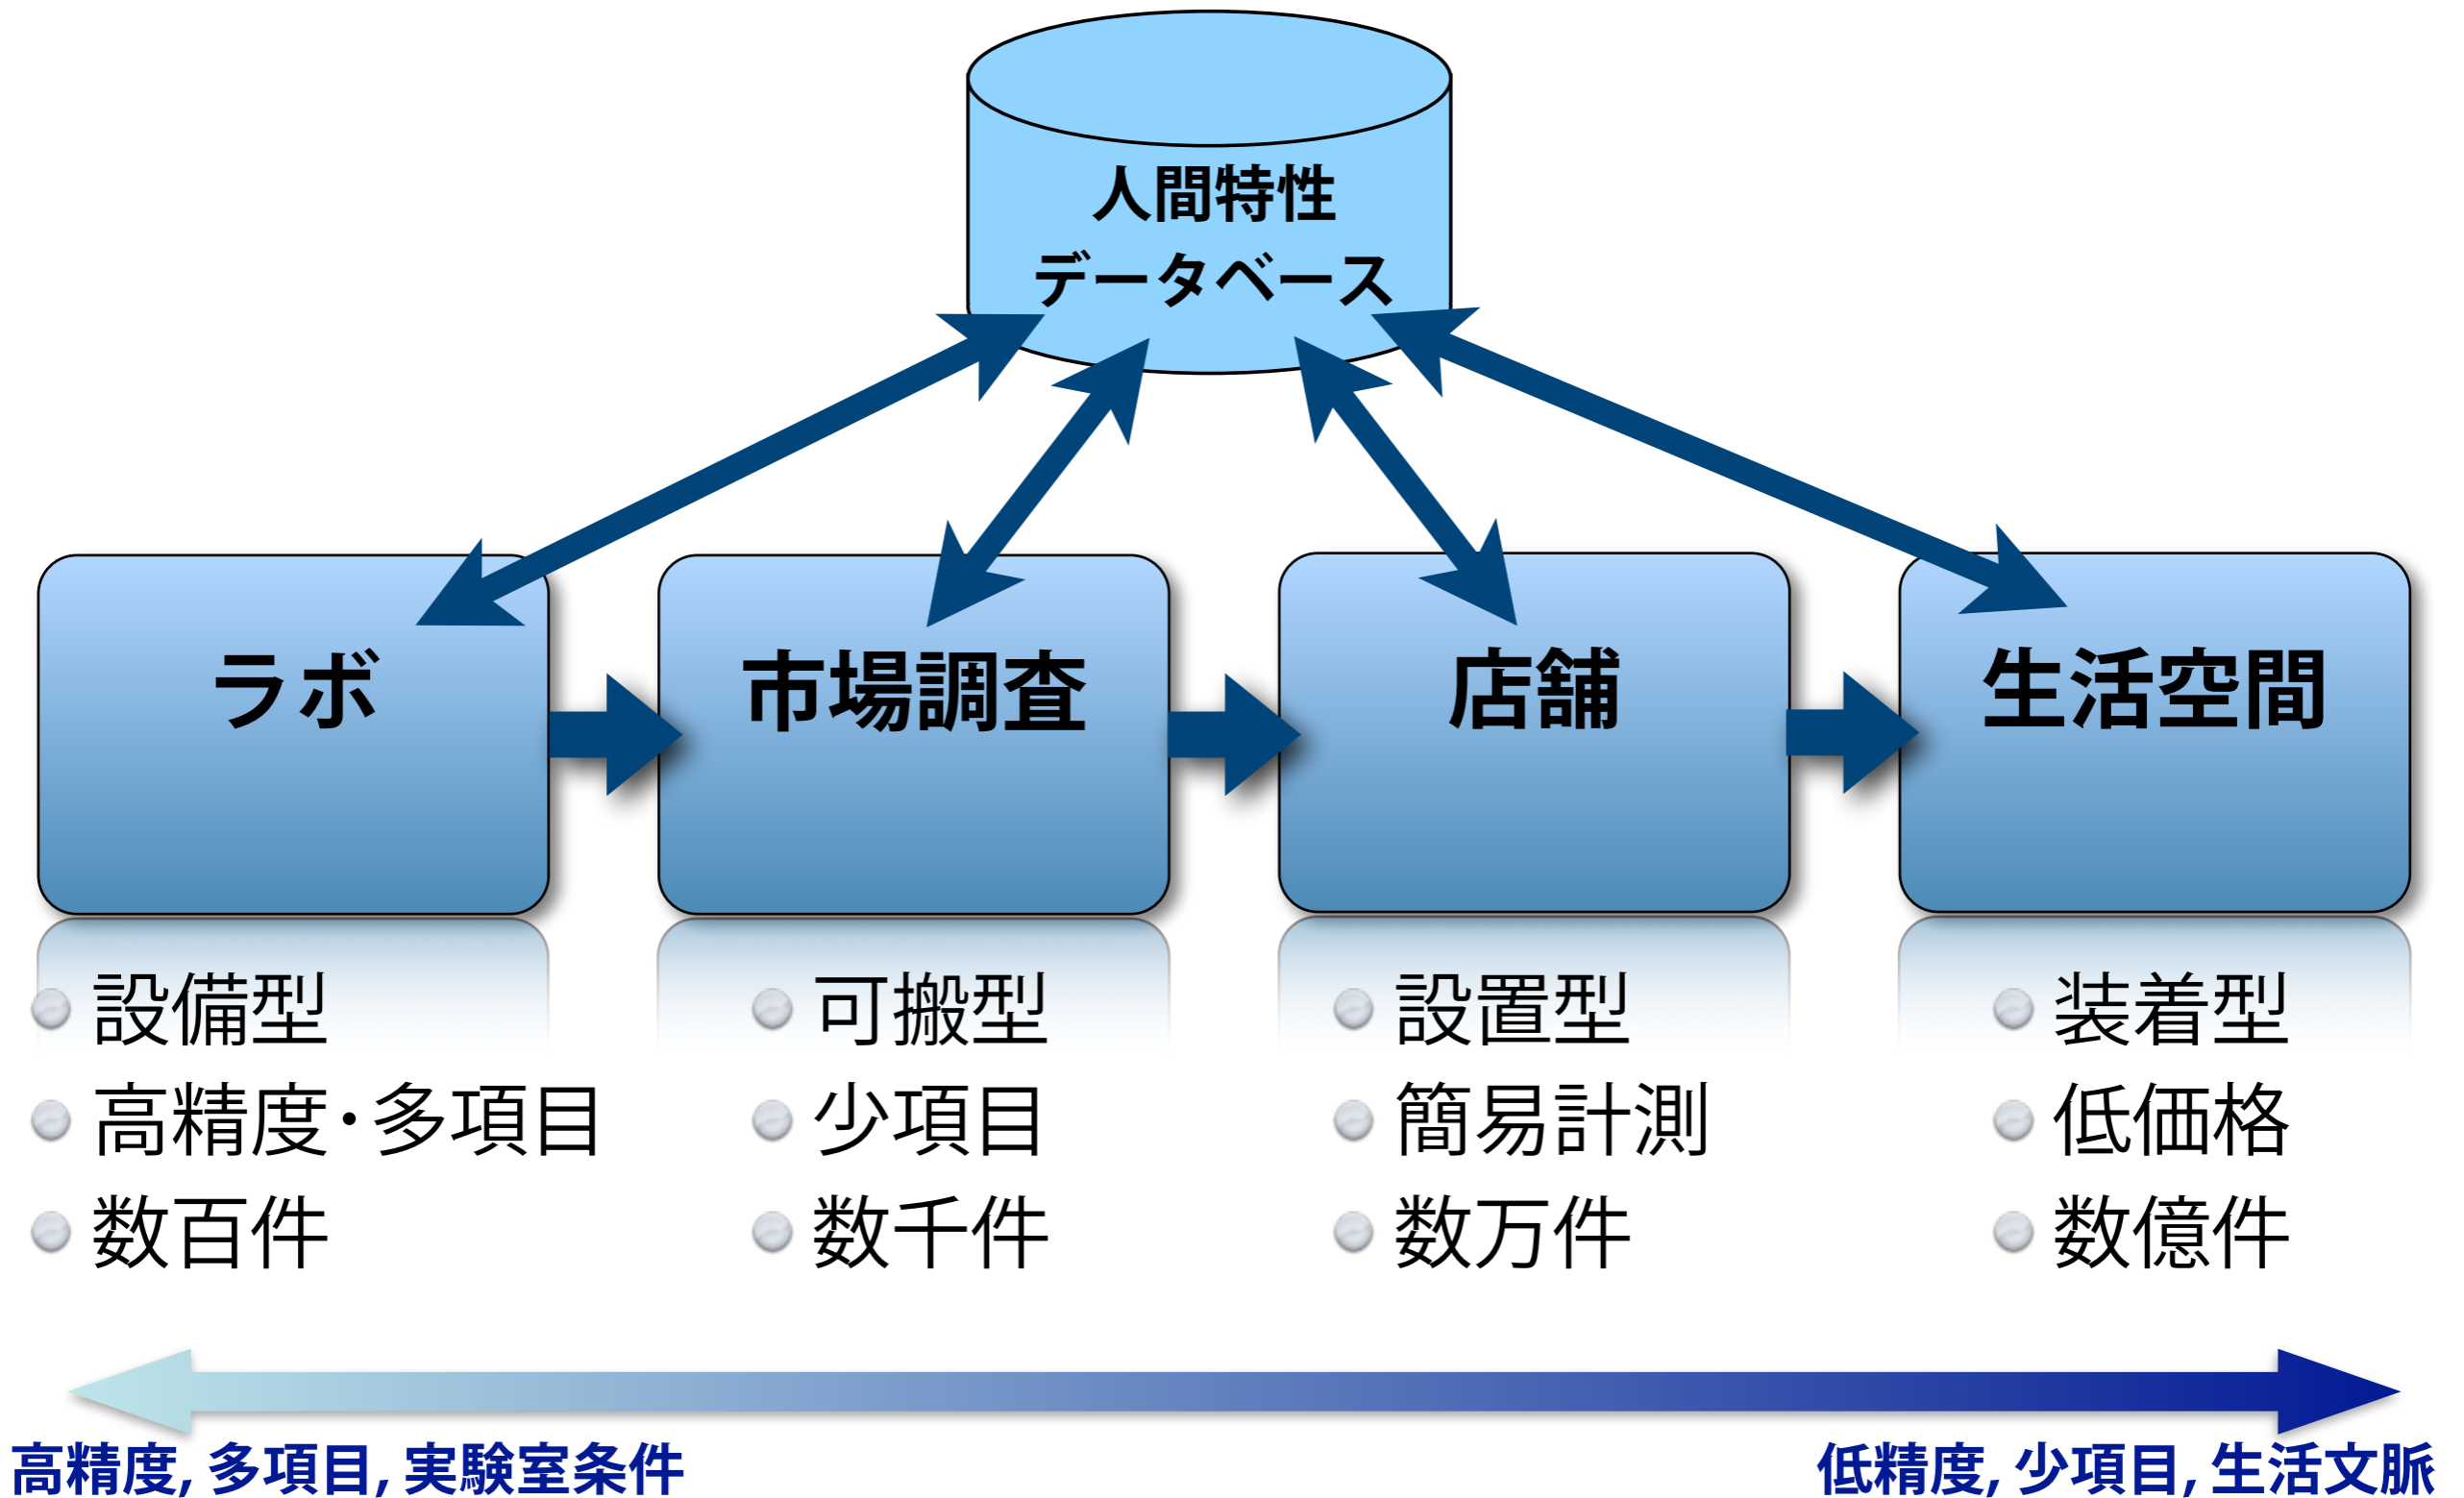 人間特性
データベース
ラボ
市場調査
店舗
生活空間
設備型
高精度･多項目
数百件
可搬型
少項目
数千件
設置型
簡易計測
数万件
装着型
低価格
数億件
高精度, 多項目, 実験室条件
低精度, 少項目, 生活文脈